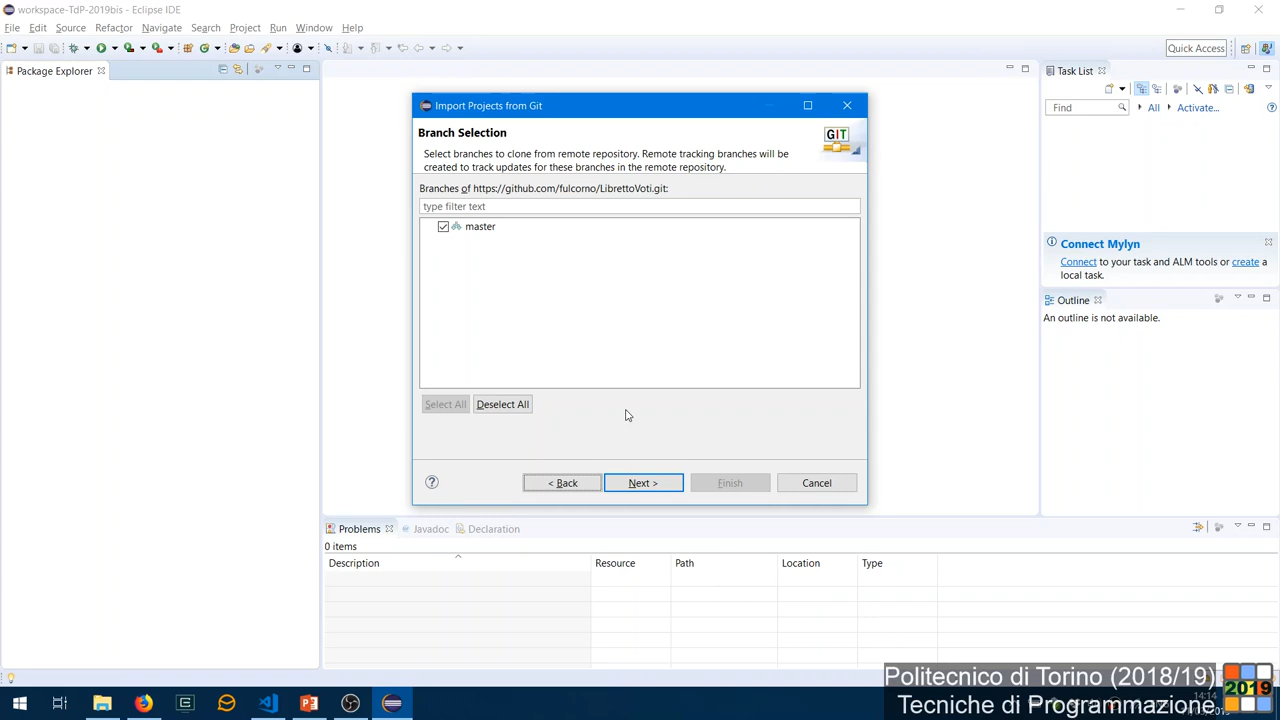 workspace-TdP-2019bis - Eclipse IDE
File Edit Source Refactor Navigate Search Project Run Window Help
Quick Access
Package Explorer
Task List
Find
All
Activate...
Import Projects from Git
Branch Selection
GIT
Select branches to clone from remote repository. Remote tracking branches will be
created to track updates for these branches in the remote repository.
Branches of https://github.com/fulcorno/LibrettoVoti.git:
type filter text
master
Select All
Deselect All
< Back
Next >
Finish
Cancel
Connect Mylyn
Connect to your task and ALM tools or create a
local task.
Outline
An outline is not available.
Problems
Javadoc
Declaration
0 items
Description Resource Path Location Type
Politecnico di Torino (2018/19)
Tecniche di Programmazione
2019
14:14